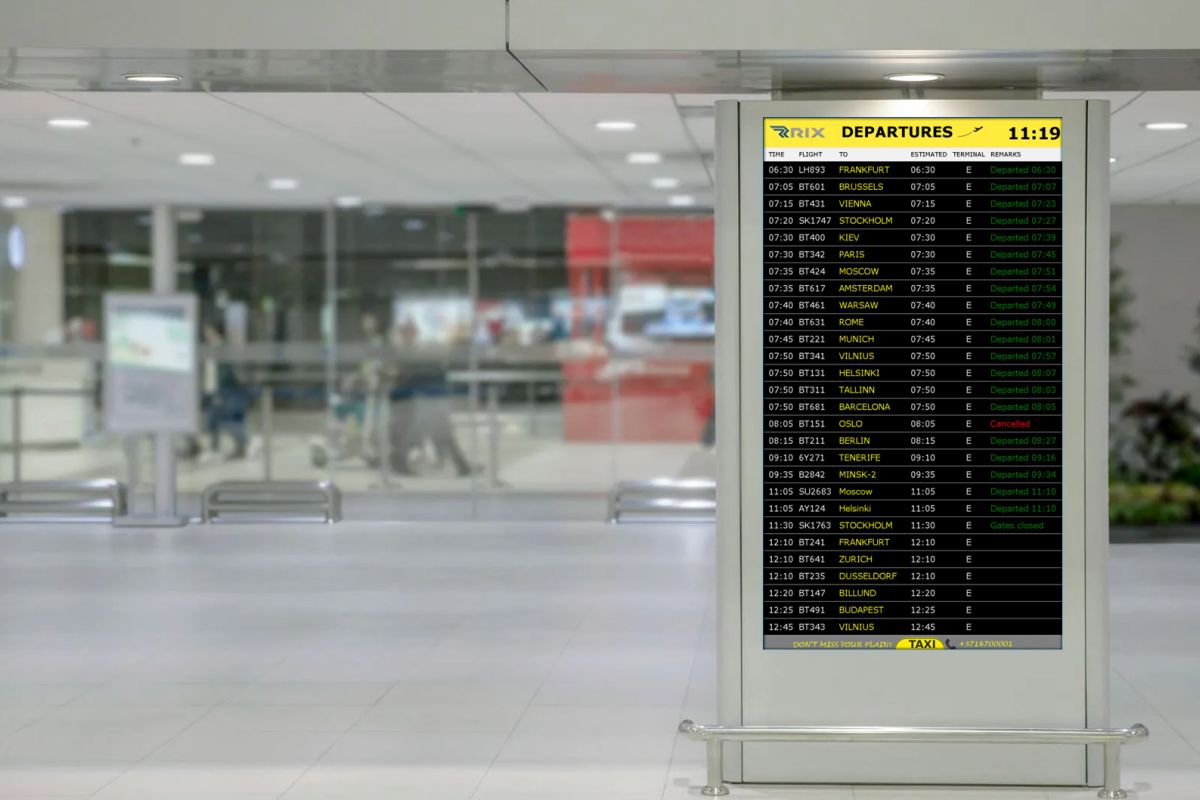 RIX DEPARTURES 11:19
TIME FLIGHT TO ESTIMATED TERMINAL REMARKS
06:30 LH893 FRANKFURT 06:30 E Departed 06:30
07:05 BT601 BRUSSELS 07:05 E Departed 07:07
07:15 BT431 VIENNA 07:15 E Departed 07:23
07:20 SK1747 STOCKHOLM 07:20 E Departed 07:27
07:30 BT400 KIEV 07:30 E Departed 07:39
07:30 BT342 PARIS 07:30 E Departed 07:45
07:35 BT424 MOSCOW 07:35 E Departed 07:51
07:35 BT617 AMSTERDAM 07:35 E Departed 07:54
07:40 BT461 WARSAW 07:40 E Departed 07:49
07:40 BT631 ROME 07:40 E Departed 08:00
07:45 BT221 MUNICH 07:45 E Departed 08:01
07:50 BT341 VILNIUS 07:50 E Departed 07:57
07:50 BT131 HELSINKI 07:50 E Departed 08:07
07:50 BT311 TALLINN 07:50 E Departed 08:03
07:50 BT681 BARCELONA 07:50 E Departed 08:05
08:05 BT151 OSLO 08:05 E Cancelled
08:15 BT211 BERLIN 08:15 E Departed 08:27
09:10 6Y271 TENERIFE 09:10 E Departed 09:16
09:35 B2842 MINSK-2 09:35 E Departed 09:34
11:05 SU2683 Moscow 11:05 E Departed 11:10
11:05 AY124 Helsinki 11:05 E Departed 11:10
11:30 SK1763 STOCKHOLM 11:30 E Gates closed
12:10 BT241 FRANKFURT 12:10 E
12:10 BT641 ZURICH 12:10 E
12:10 BT235 DUSSELDORF 12:10 E
12:20 BT147 BILLUND 12:20 E
12:25 BT491 BUDAPEST 12:25 E
12:45 BT343 VILNIUS 12:45 E
DON'T MISS YOUR PLAIN! TAXI +3716700001